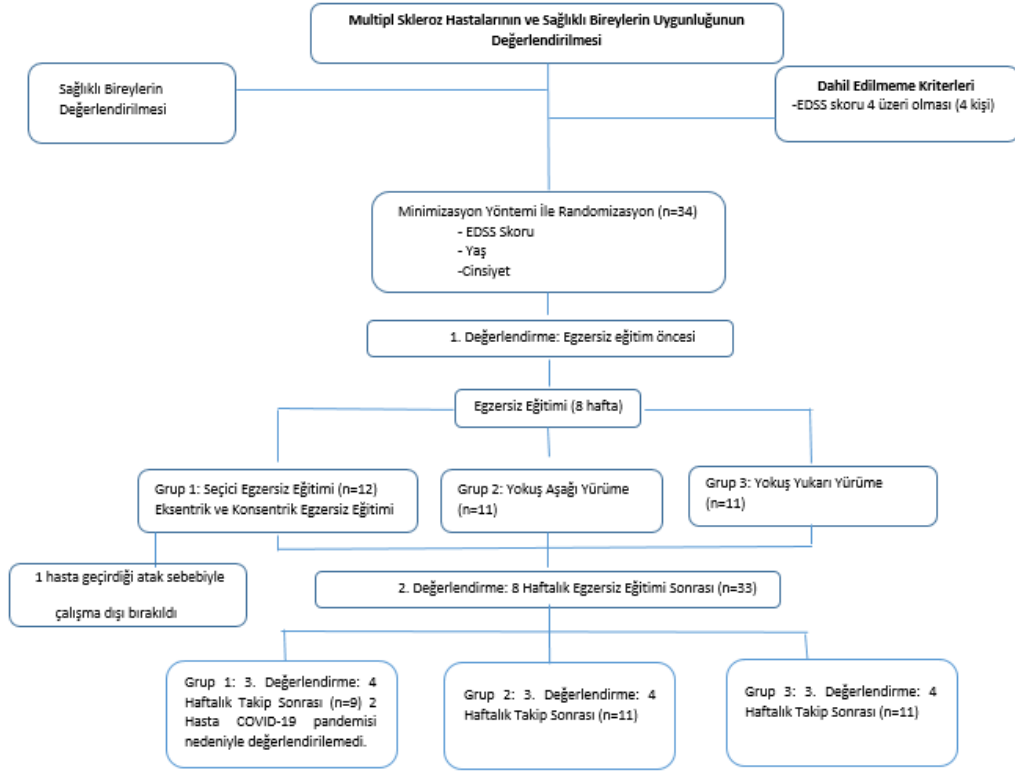 Multipl Skleroz Hastalarının ve Sağlıklı Bireylerin Uygunluğunun
Değerlendirilmesi
Sağlıklı Bireylerin
Değerlendirilmesi
Dahil Edilmeme Kriterleri
-EDSS skoru 4 üzeri olması (4 kişi)
Minimizasyon Yöntemi İle Randomizasyon (n=34)
- EDSS Skoru
- Yaş
-Cinsiyet
1. Değerlendirme: Egzersiz eğitim öncesi
Egzersiz Eğitimi (8 hafta)
Grup 1: Seçici Egzersiz Eğitimi (n=12)
Eksentrik ve Konsentrik Egzersiz Eğitimi
Grup 2: Yokuş Aşağı Yürüme
(n=11)
Grup 3: Yokuş Yukarı Yürüme
(n=11)
1 hasta geçirdiği atak sebebiyle
çalışma dışı bırakıldı
2. Değerlendirme: 8 Haftalık Egzersiz Eğitimi Sonrası (n=33)
Grup 1: 3. Değerlendirme: 4
Haftalık Takip Sonrası (n=9) 2
Hasta COVID-19 pandemisi
nedeniyle değerlendirilemedi.
Grup 2: 3. Değerlendirme: 4
Haftalık Takip Sonrası (n=11)
Grup 3: 3. Değerlendirme: 4
Haftalık Takip Sonrası (n=11)